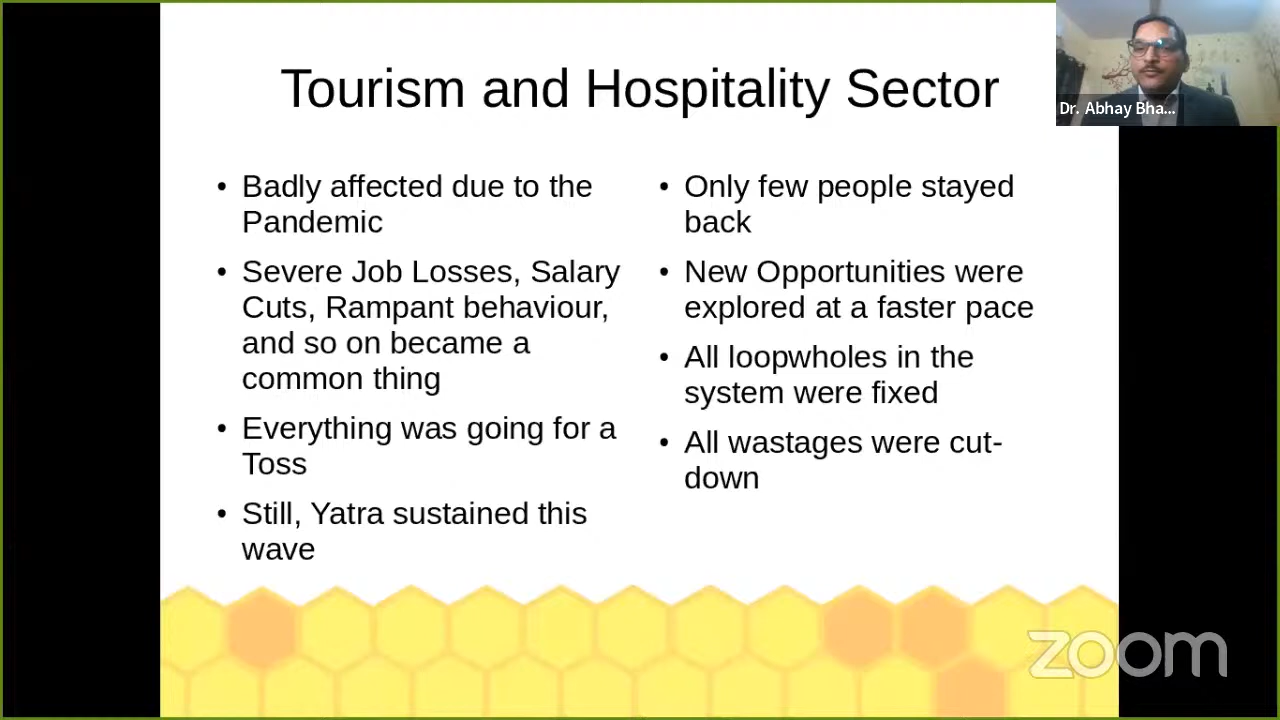 Tourism and Hospitality Sector
• Badly affected due to the
Pandemic
• Severe Job Losses, Salary
Cuts, Rampant behaviour,
and so on became a
common thing
• Everything was going for a
Toss
• Still, Yatra sustained this
wave
• Only few people stayed
back
• New Opportunities were
explored at a faster pace
• All loopwholes in the
system were fixed
• All wastages were cut-
down
Dr. Abhay Bha...
zoom